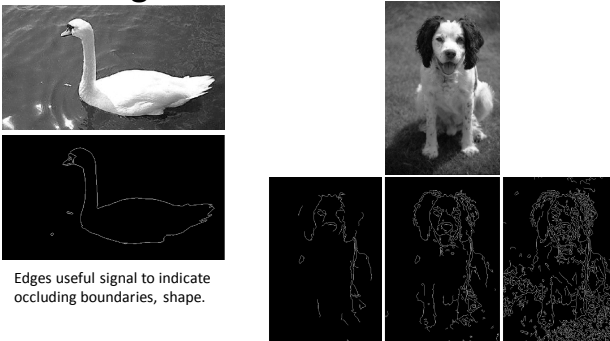 Edges useful signal to indicate
occluding boundaries, shape.